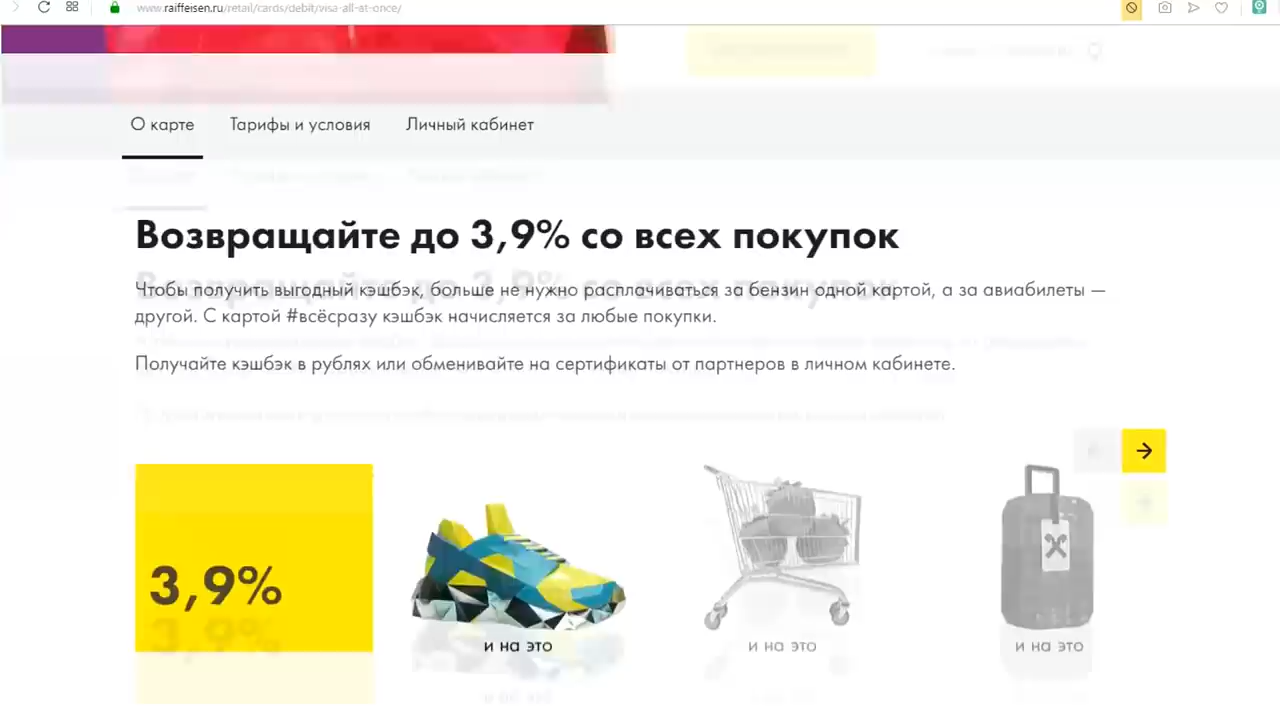 www.raiffeisen.ru/retail/cards/debit/visa-all-at-once/
О карте
Тарифы и условия
Личный кабинет
Возвращайте до 3,9% со всех покупок
Чтобы получить выгодный кэшбэк, больше не нужно расплачиваться за бензин одной картой, а за авиабилеты —
другой. С картой #всёсразу кэшбэк начисляется за любые покупки.
Получайте кэшбэк в рублях или обменивайте на сертификаты от партнеров в личном кабинете.
3,9%
и на это
и на это
и на это